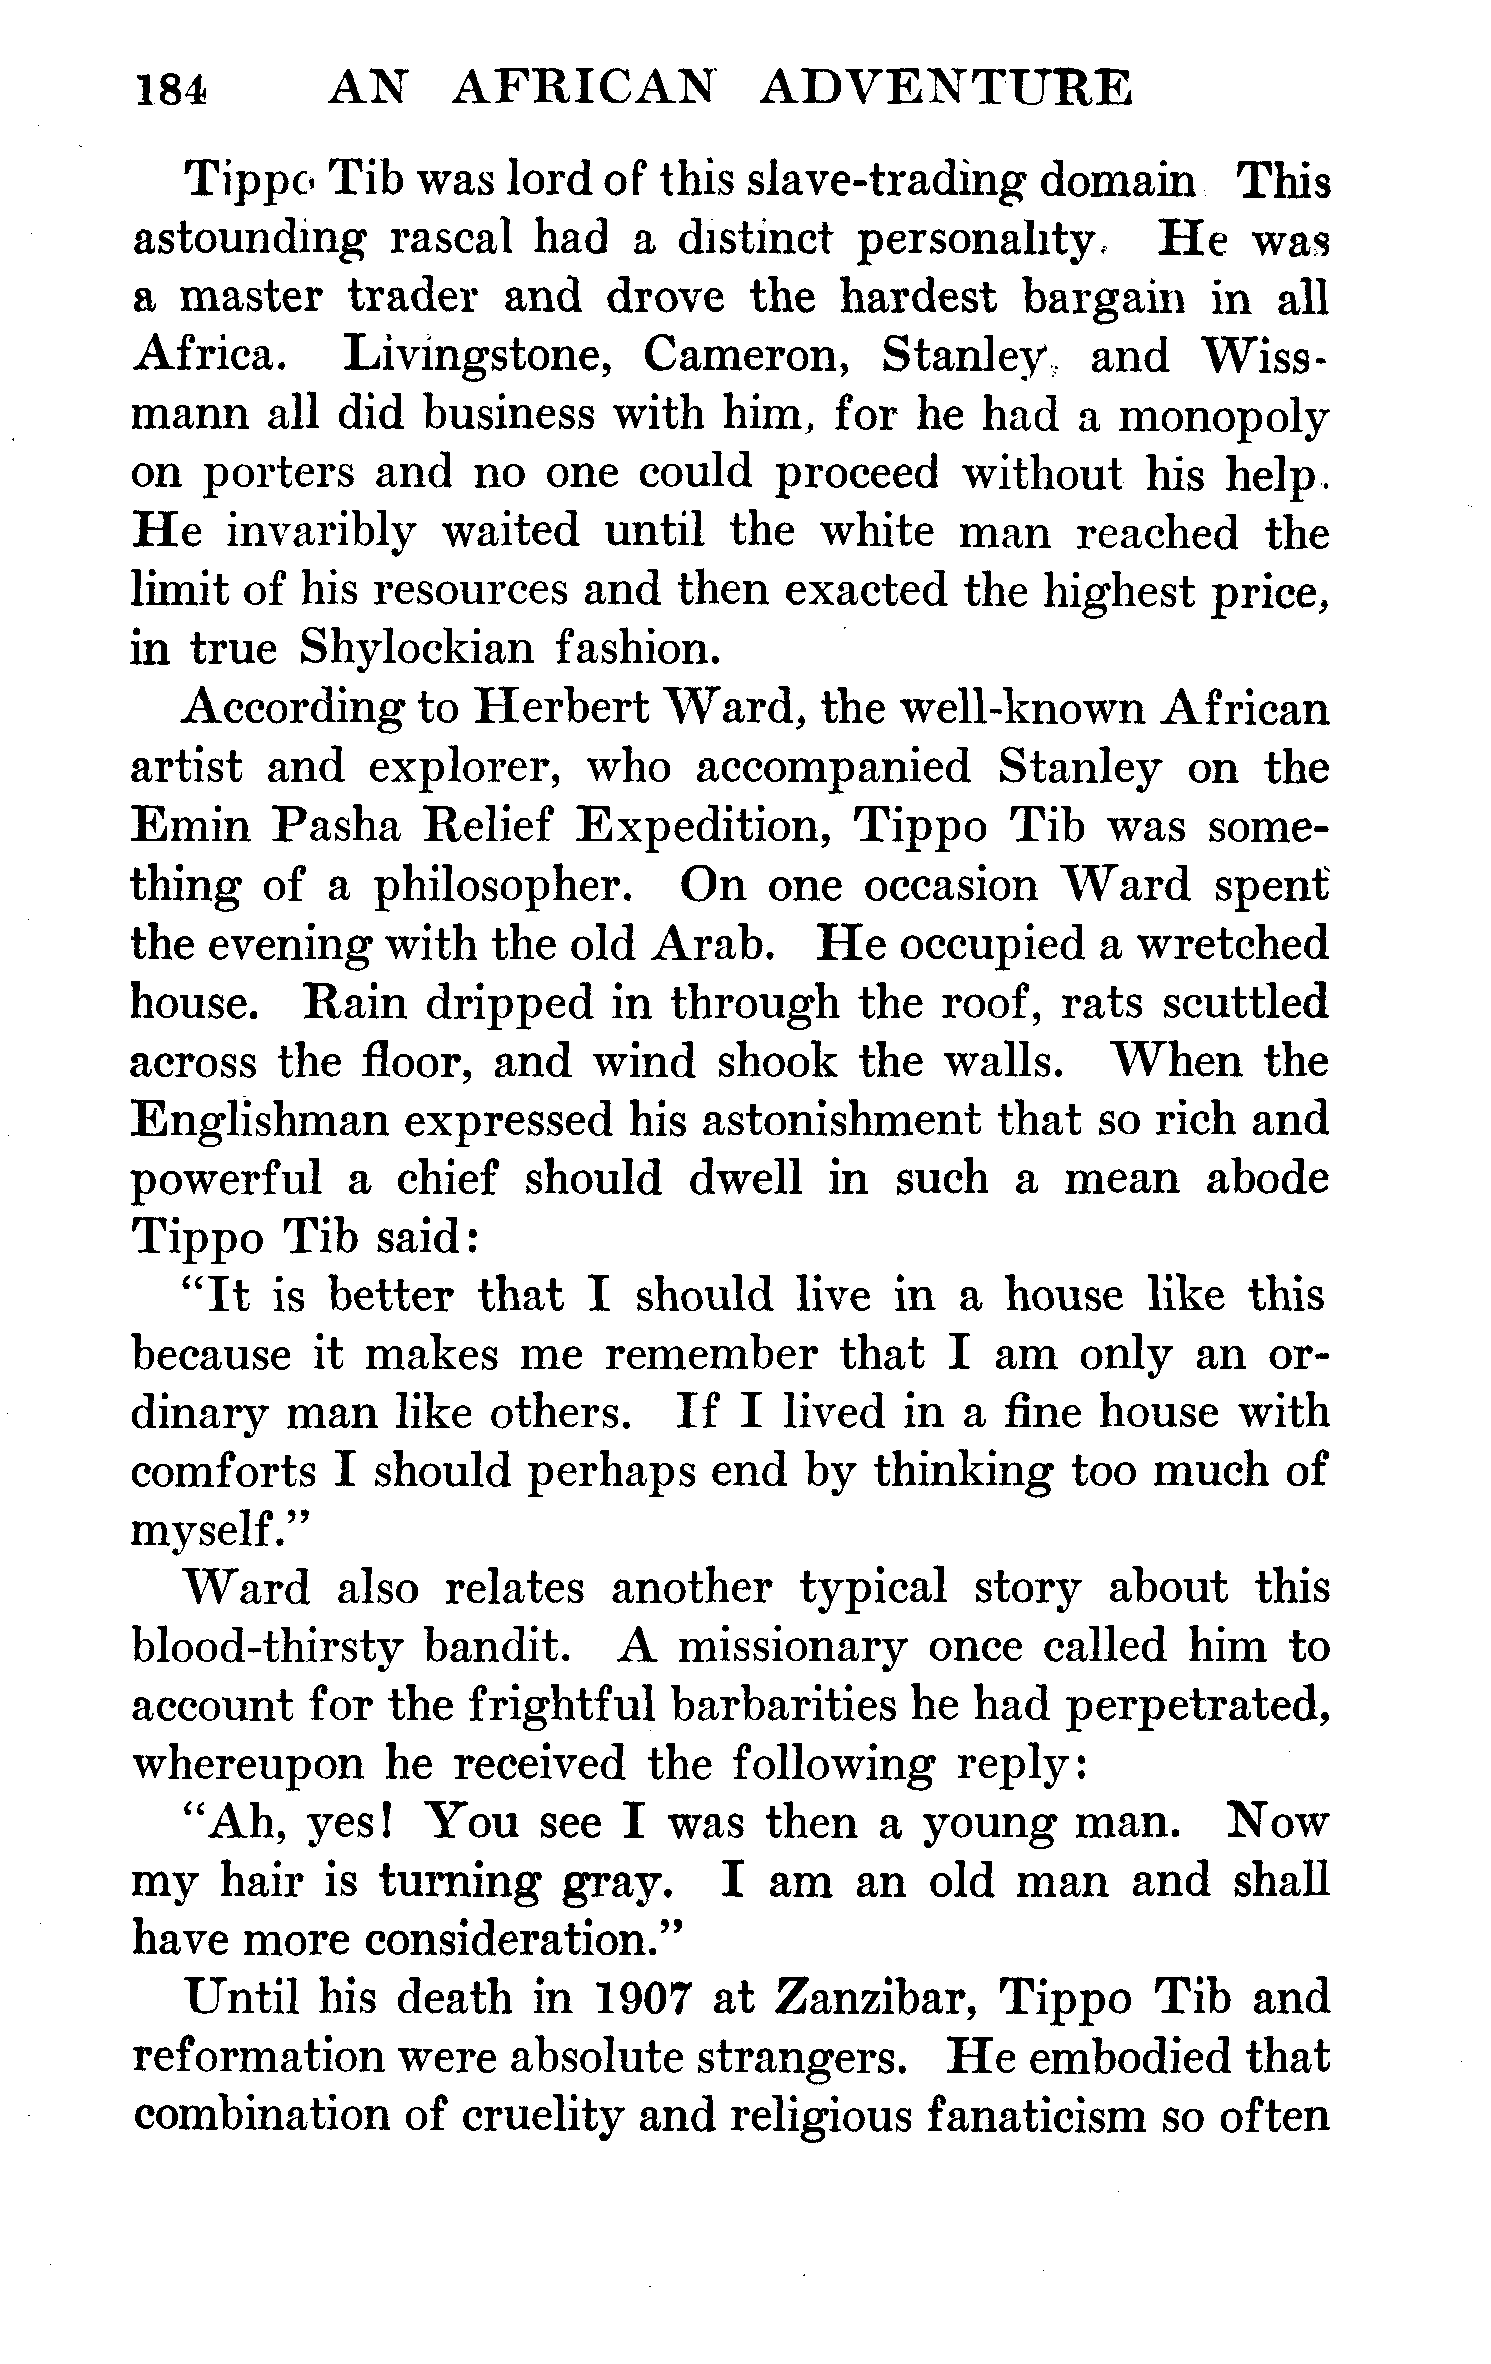 184 AN AFRICAN ADVENTURE
Tippo Tib was lord of this slave-trading domain This
astounding rascal had a distinct personality. He was
a master trader and drove the hardest bargain in all
Africa. Livingstone, Cameron, Stanley, and Wiss-
mann all did business with him, for he had a monopoly
on porters and no one could proceed without his help.
He invaribly waited until the white man reached the
limit of his resources and then exacted the highest price,
in true Shylockian fashion.
According to Herbert Ward, the well-known African
artist and explorer, who accompanied Stanley on the
Emin Pasha Relief Expedition, Tippo Tib was some-
thing of a philosopher. On one occasion Ward spent
the evening with the old Arab. He occupied a wretched
house. Rain dripped in through the roof, rats scuttled
across the floor, and wind shook the walls. When the
Englishman expressed his astonishment that so rich and
powerful a chief should dwell in such a mean abode
Tippo Tib said:
"It is better that I should live in a house like this
because it makes me remember that I am only an or-
dinary man like others. If I lived in a fine house with
comforts I should perhaps end by thinking too much of
myself."
Ward also relates another typical story about this
blood-thirsty bandit. A missionary once called him to
account for the frightful barbarities he had perpetrated,
whereupon he received the following reply:
"Ah, yes! You see I was then a young man. Now
my hair is turning gray. I am an old man and shall
have more consideration."
Until his death in 1907 at Zanzibar, Tippo Tib and
reformation were absolute strangers. He embodied that
combination of cruelity and religious fanaticism so often